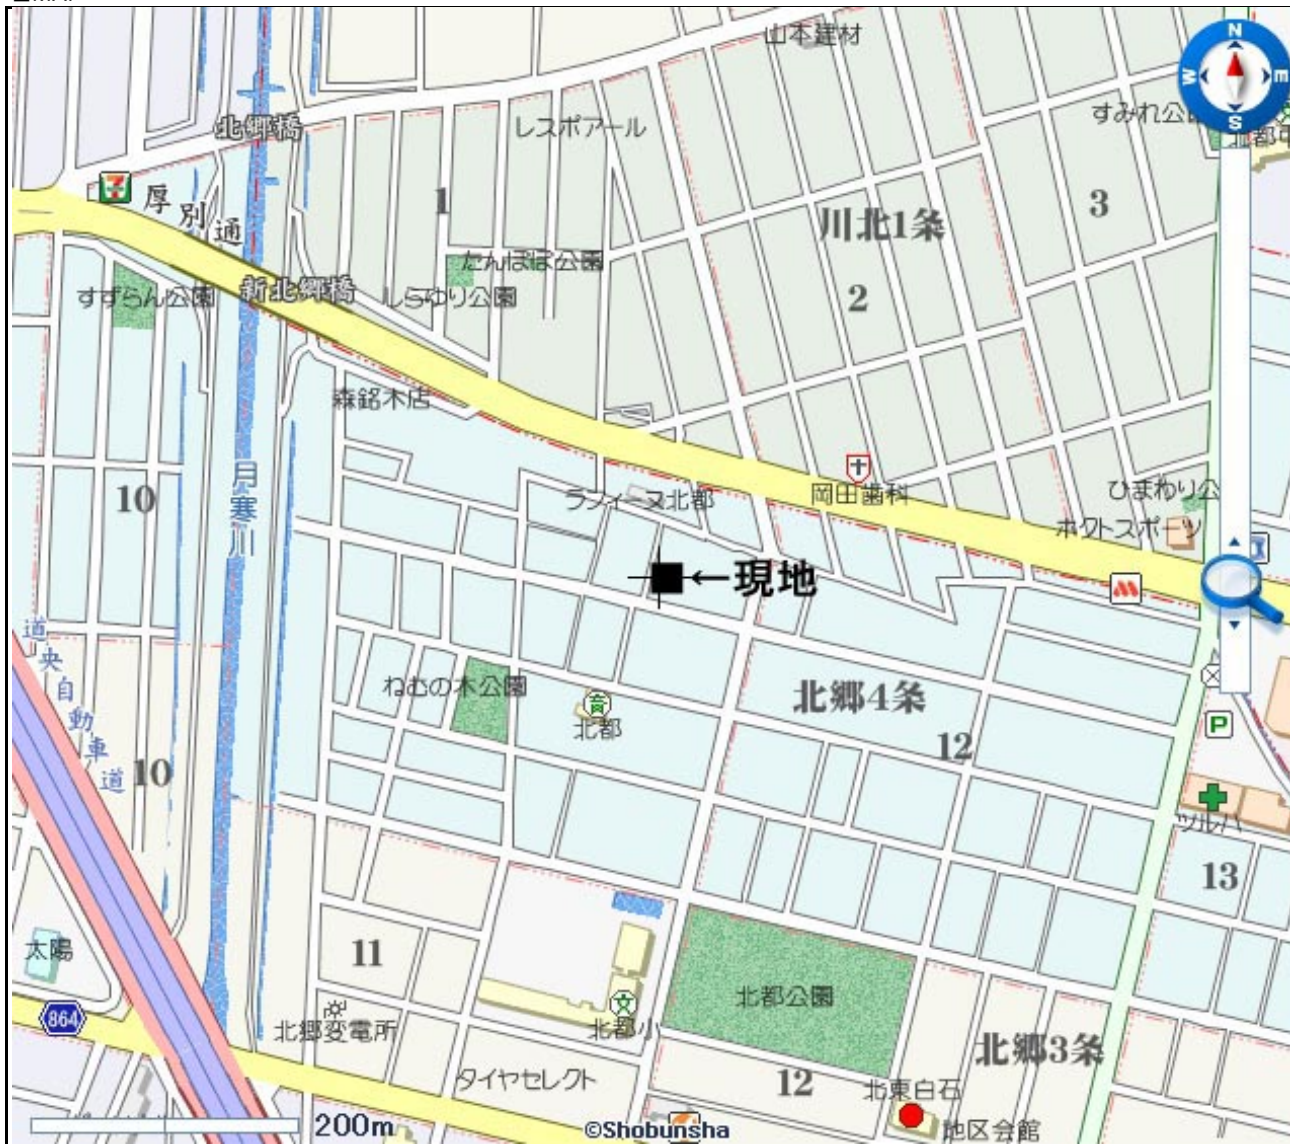 山本建材
N
W
E
S
すみれ公
北都中
北郷橋
レスポアール
厚別通
1
川北1条
3
たんぽぽ公園
すずらん公園
新北郷橋
しらゆり公園
2
森銘木店
月寒川
10
ラフィーヌ北都
岡田歯科
ひまわり公
ホクトスポーツ
←現地
道央自動車道
ねむの木公園
北都
北郷4条
P
12
10
ツルハ
13
太陽
11
北都公園
864
北郷変電所
北都小
北郷3条
タイヤセレクト
12
北東白石
地区会館
200m
©Shobunsha